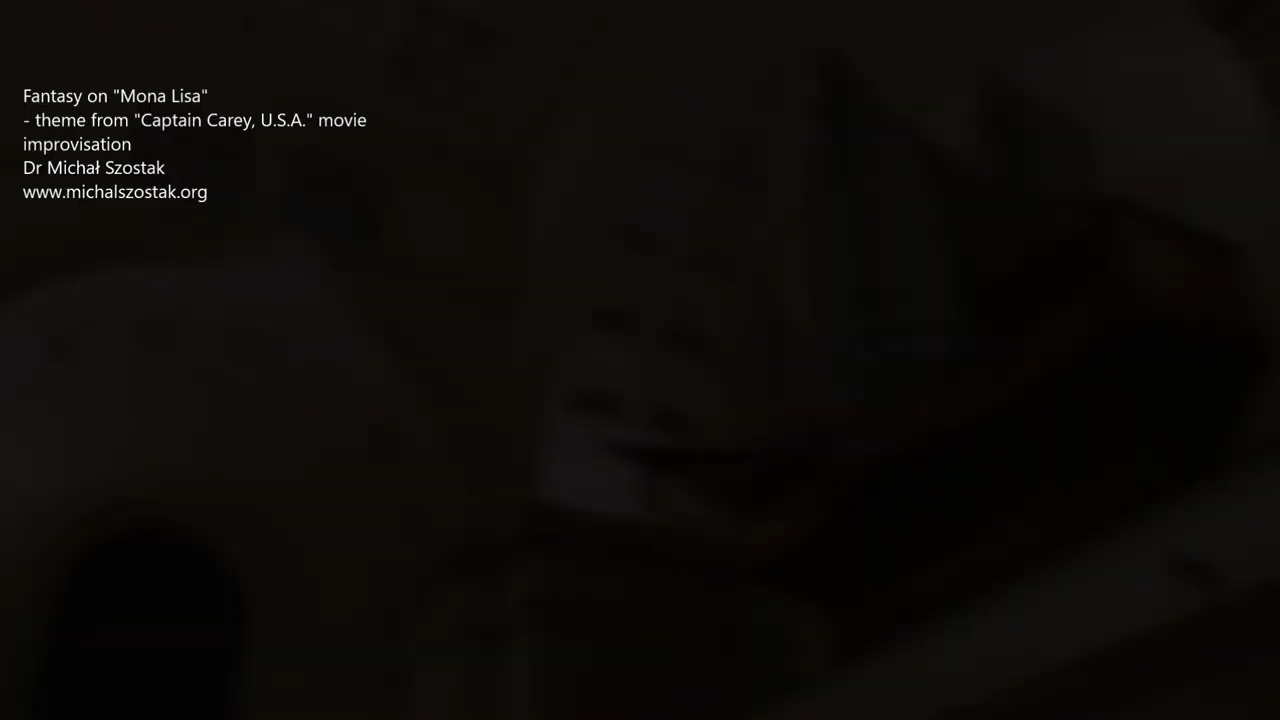 Fantasy on "Mona Lisa"
- theme from "Captain Carey, U.S.A." movie
improvisation
Dr Michał Szostak
www.michalszostak.org